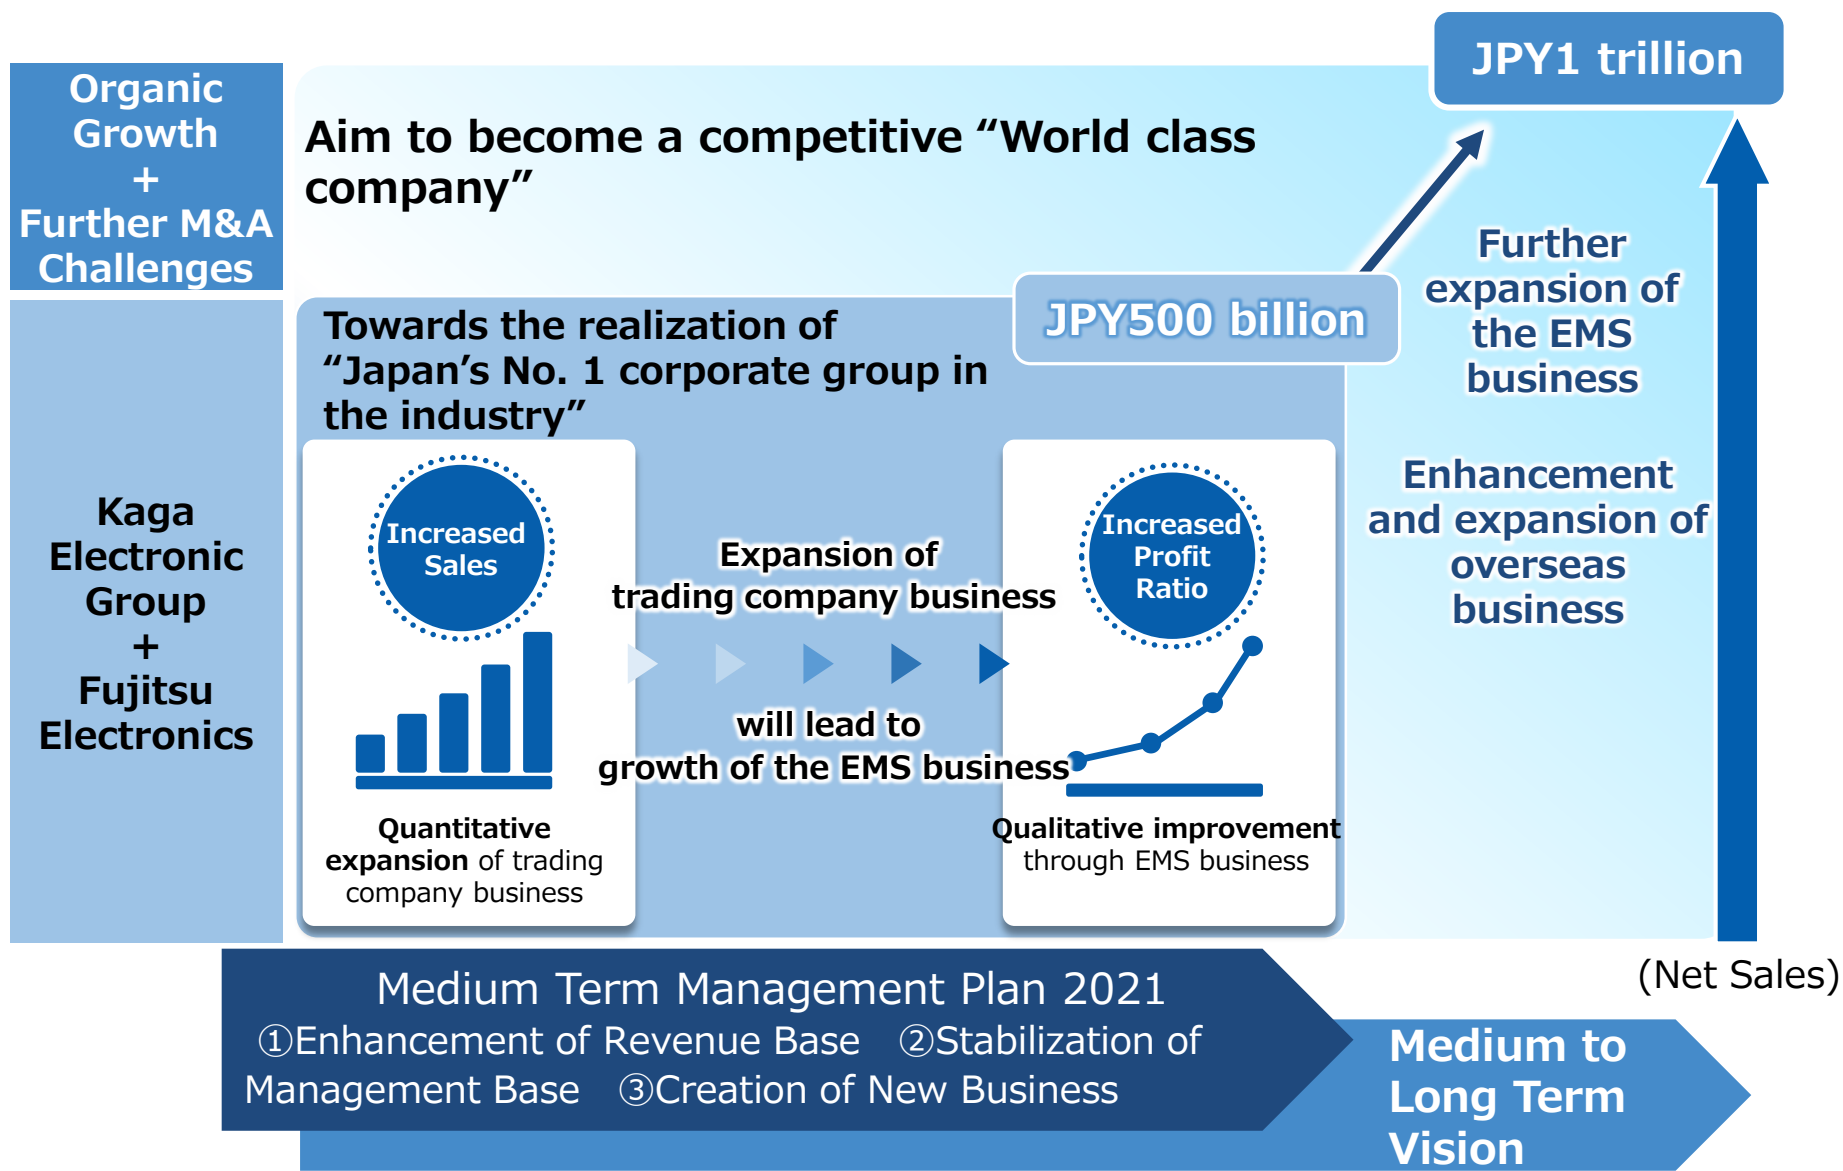 JPY1 trillion
Organic
Growth
+
Further M&A
Challenges
Aim to become a competitive “World class
company”
Further
expansion of
the EMS
business
Enhancement
and expansion of
overseas
business
JPY500 billion
Towards the realization of
“Japan’s No. 1 corporate group in
the industry”
Kaga
Electronic
Group
+
Fujitsu
Electronics
Increased
Sales
Quantitative
expansion of trading
company business
Expansion of
trading company business
will lead to
growth of the EMS business
Increased
Profit
Ratio
Qualitative improvement
through EMS business
(Net Sales)
Medium Term Management Plan 2021
①Enhancement of Revenue Base ②Stabilization of
Management Base ③Creation of New Business
Medium to
Long Term
Vision